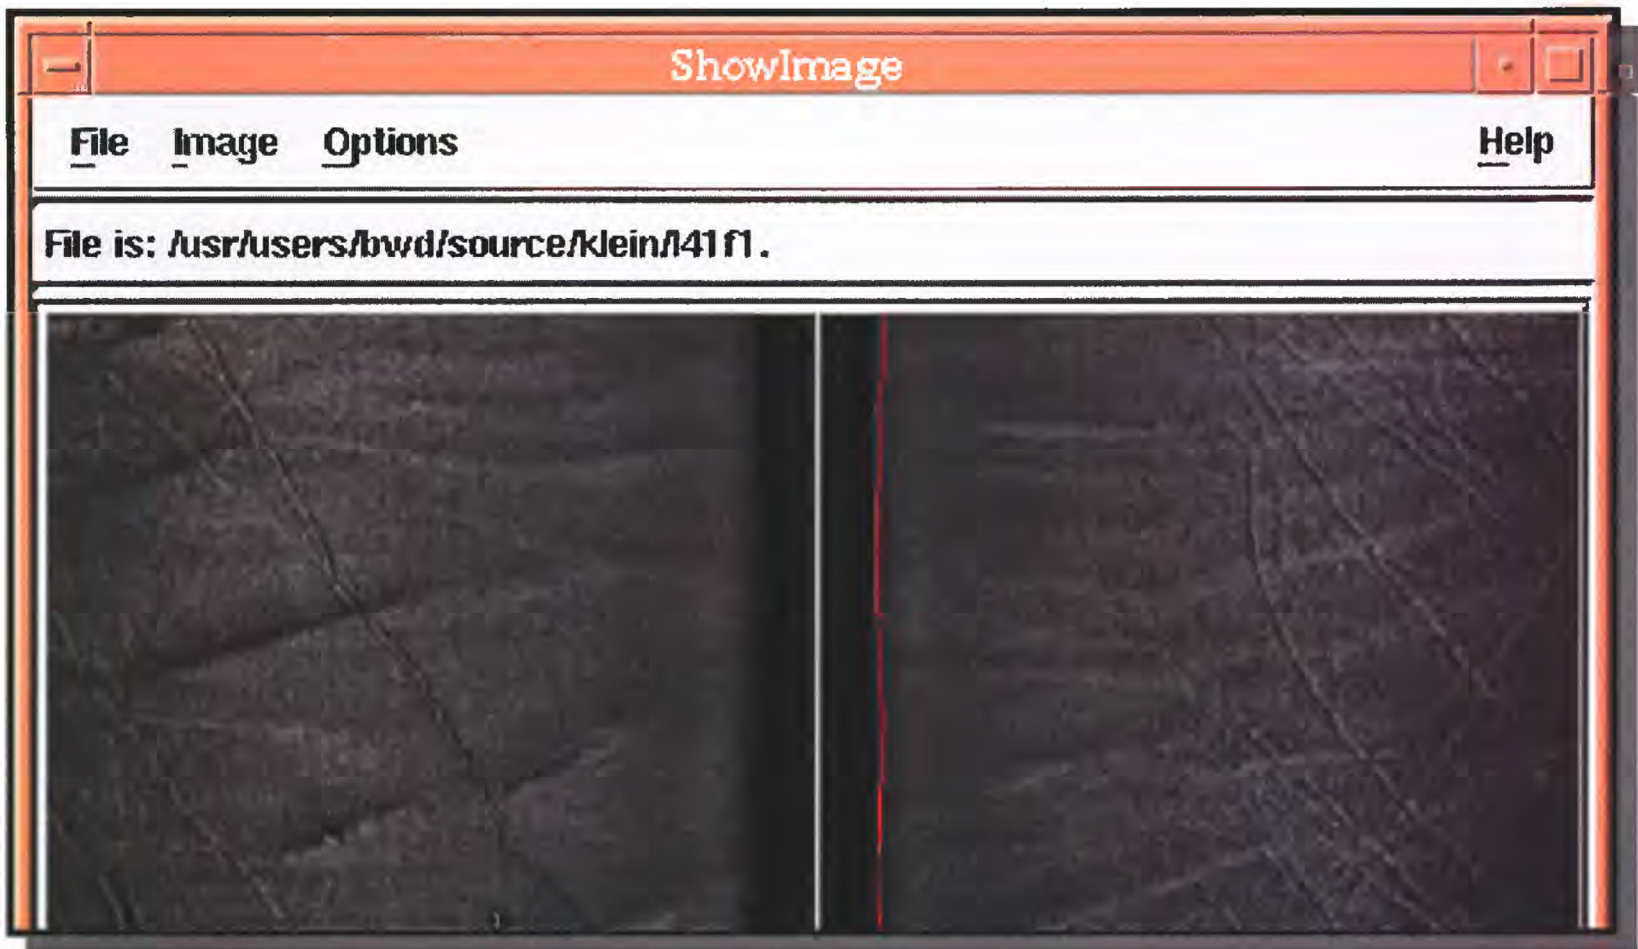 ShowImage
File Image Options Help
File is: /usr/users/bwd/source/klein/l41f1.